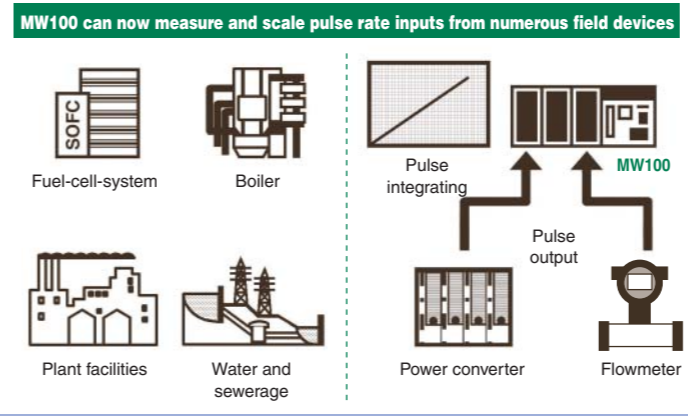 MW100 can now measure and scale pulse rate inputs from numerous field devices
SOFC
Fuel-cell-system
Boiler
Plant facilities
Water and
sewerage
Pulse
integrating
MW100
Pulse
output
Power converter
Flowmeter